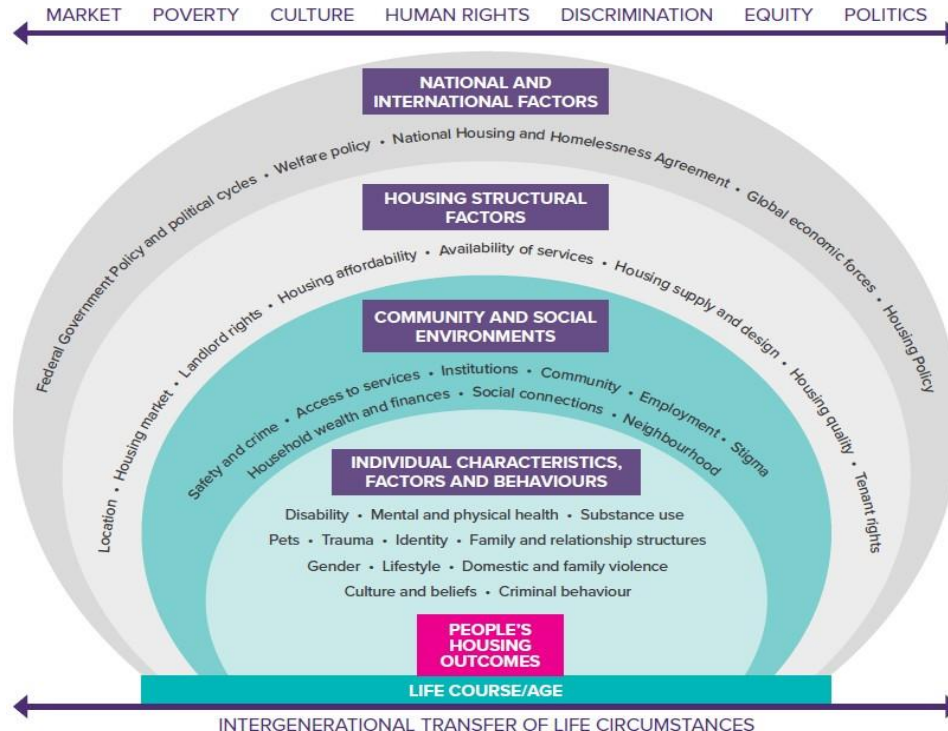 MARKET POVERTY CULTURE HUMAN RIGHTS DISCRIMINATION EQUITY POLITICS
NATIONAL AND
INTERNATIONAL FACTORS
Federal Government Policy and political cycles • Welfare policy • National Housing and Homelessness Agreement • Global economic forces • Housing Policy
HOUSING STRUCTURAL
FACTORS
Location • Housing market • Landlord rights • Housing affordability • Availability of services • Housing supply and design • Housing quality • Tenant rights
COMMUNITY AND SOCIAL
ENVIRONMENTS
Safety and crime • Access to services • Institutions • Community • Employment • Stigma
Household wealth and finances • Social connections • Neighbourhood
INDIVIDUAL CHARACTERISTICS,
FACTORS AND BEHAVIOURS
Disability • Mental and physical health • Substance use
Pets • Trauma • Identity • Family and relationship structures
Gender • Lifestyle • Domestic and family violence
Culture and beliefs • Criminal behaviour
PEOPLE'S
HOUSING
OUTCOMES
LIFE COURSE/AGE
INTERGENERATIONAL TRANSFER OF LIFE CIRCUMSTANCES